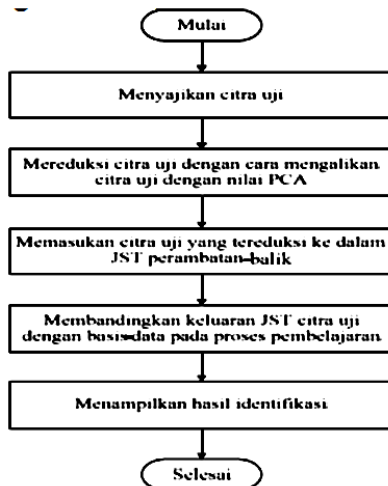 Mulai
Menyajikan citra uji
Mereduksi citra uji dengan cara mengalikan
citra uji dengan nilai PCA
Memasukan citra uji yang tereduksi ke dalam
JST perambatan-balik
Membandingkan keluaran JST citra uji
dengan basis-data pada proses pembelajaran
Menampilkan hasil identifikasi
Selesai